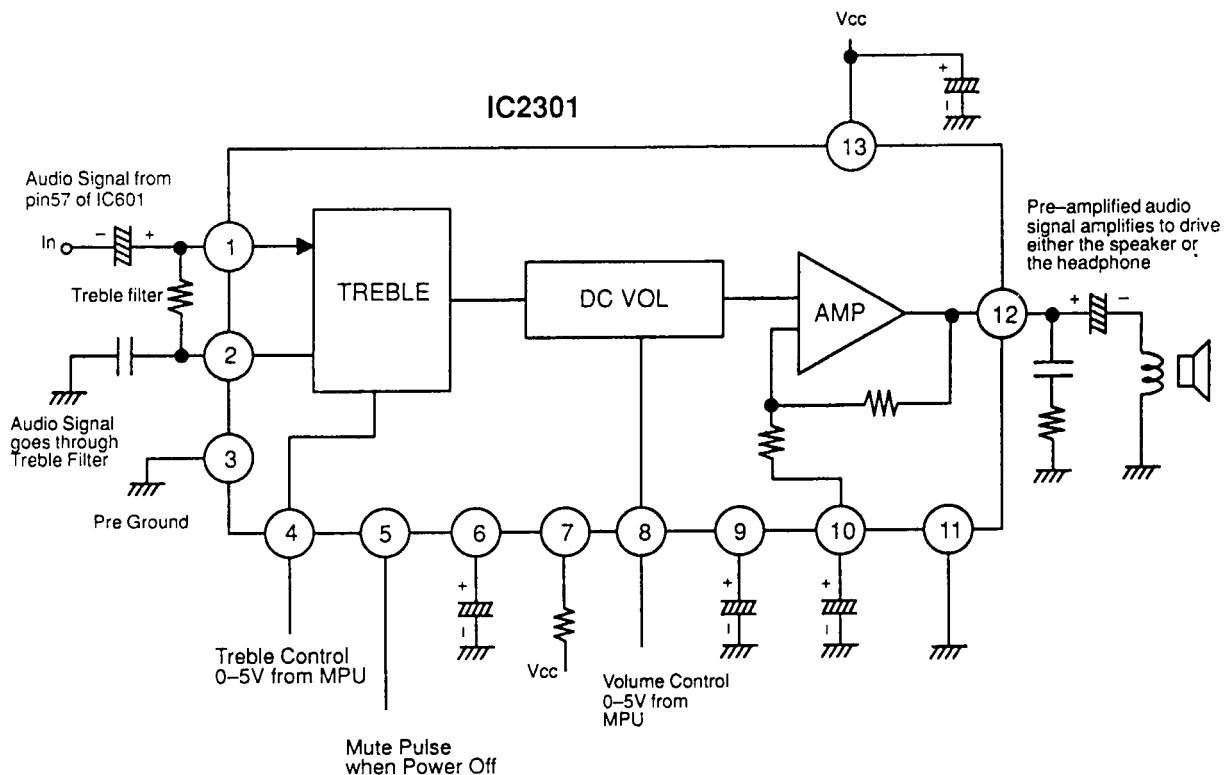 Vcc
+
-
IC2301
13
Audio Signal from
pin57 of IC601
In
-
+
1
Treble filter
2
Audio Signal
goes through
Treble Filter
3
Pre Ground
TREBLE
DC VOL
AMP
Pre–amplified audio
signal amplifies to drive
either the speaker or
the headphone
12
+
-
4
5
6
7
8
9
10
11
+
-
+
-
+
-
Treble Control
0–5V from MPU
Vcc
Volume Control
0–5V from
MPU
Mute Pulse
when Power Off